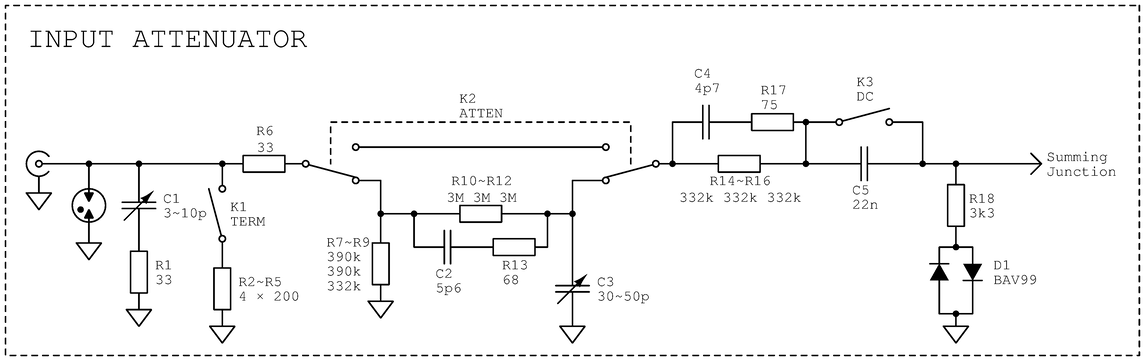 INPUT ATTENUATOR
C1
3~10p
R1
33
K1
TERM
R2~R5
4 × 200
R6
33
K2
ATTEN
R7~R9
390k
390k
332k
R10~R12
3M 3M 3M
C2
5p6
R13
68
C3
30~50p
C4
4p7
R17
75
R14~R16
332k 332k 332k
K3
DC
C5
22n
R18
3k3
D1
BAV99
Summing
Junction